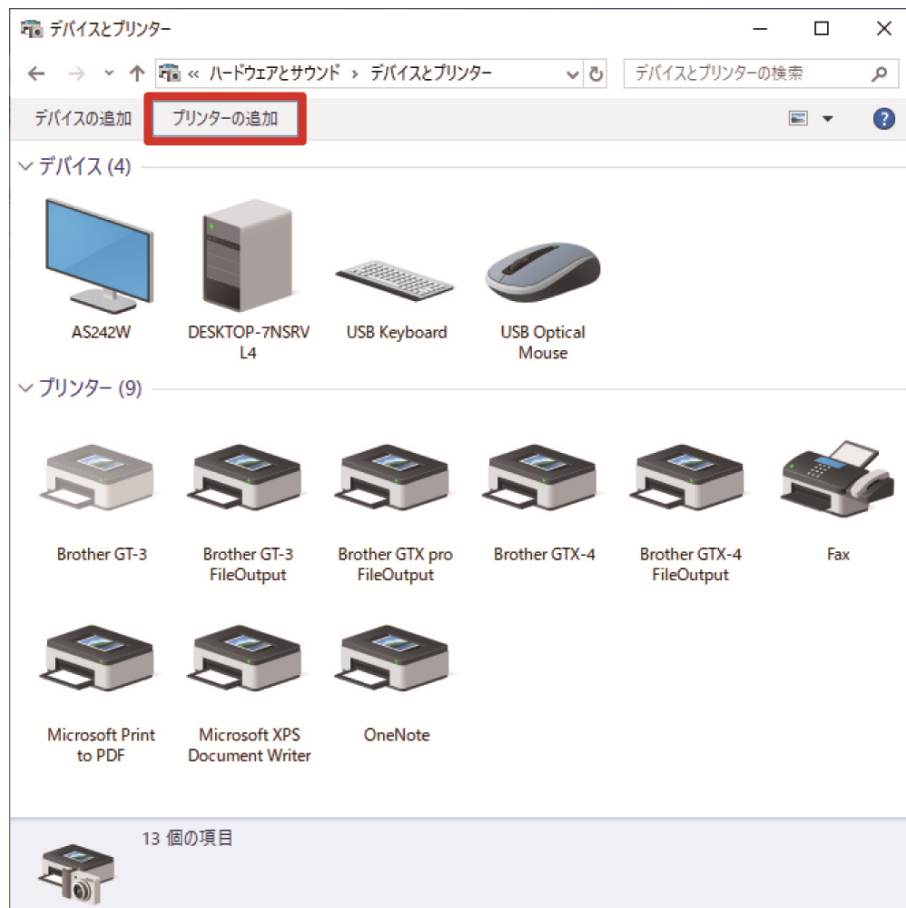 デバイスとプリンター
« ハードウェアとサウンド › デバイスとプリンター
デバイスとプリンターの検索
デバイスの追加
プリンターの追加
デバイス (4)
AS242W
DESKTOP-7NSRV
L4
USB Keyboard
USB Optical
Mouse
プリンター (9)
Brother GT-3
Brother GT-3
FileOutput
Brother GTX pro
FileOutput
Brother GTX-4
Brother GTX-4
FileOutput
Fax
Microsoft Print
to PDF
Microsoft XPS
Document Writer
OneNote
13 個の項目